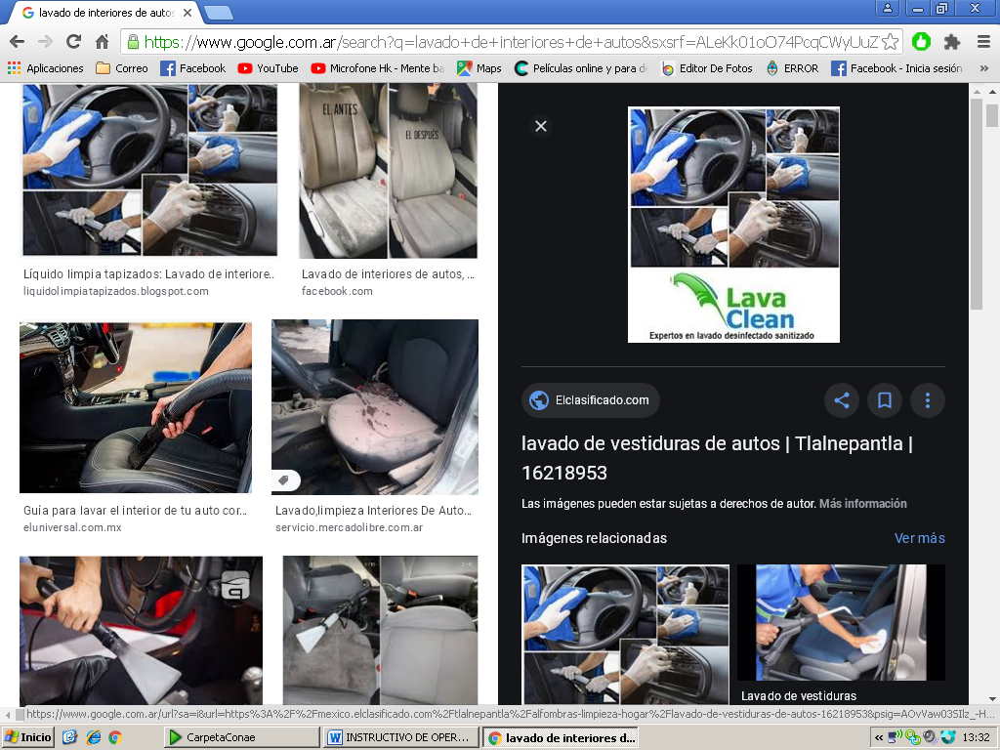 lavado de interiores de autos
https://www.google.com.ar/search?q=lavado+de+interiores+de+autos&sxsrf=ALeKk01oO74PcqCWyUuZ
Aplicaciones
Correo
Facebook
YouTube
Microfone Hk - Mente ba
Maps
Películas online y para d
Editor De Fotos
ERROR
Facebook - Inicia sesión
»
EL ANTES
EL DESPUÉS
Líquido limpia tapizados: Lavado de interiore..
liquidolimpiatapizados.blogspot.com
Lavado de interiores de autos, ...
facebook.com
Guía para lavar el interior de tu auto cor...
eluniversal.com.mx
Lavado,limpieza Interiores De Auto...
servicio.mercadolibre.com.ar
Lava
Clean
Expertos en lavado desinfectado sanitizado
Elclasificado.com
lavado de vestiduras de autos | Tlalnepantla |
16218953
Las imágenes pueden estar sujetas a derechos de autor. Más información
Imágenes relacionadas
Ver más
Lavado de vestiduras
https://www.google.com.ar/url?sa=i&url=https%3A%2F%2Fmexico.elclasificado.com%2Ftlalnepantla%2Falfombras-limpieza-hogar%2Flavado-de-vestiduras-de-autos-16218953&psig=AOvVaw03SIlz_-H...
Inicio
CarpetaConae
INSTRUCTIVO DE OPER...
lavado de interiores d...
«
13:32